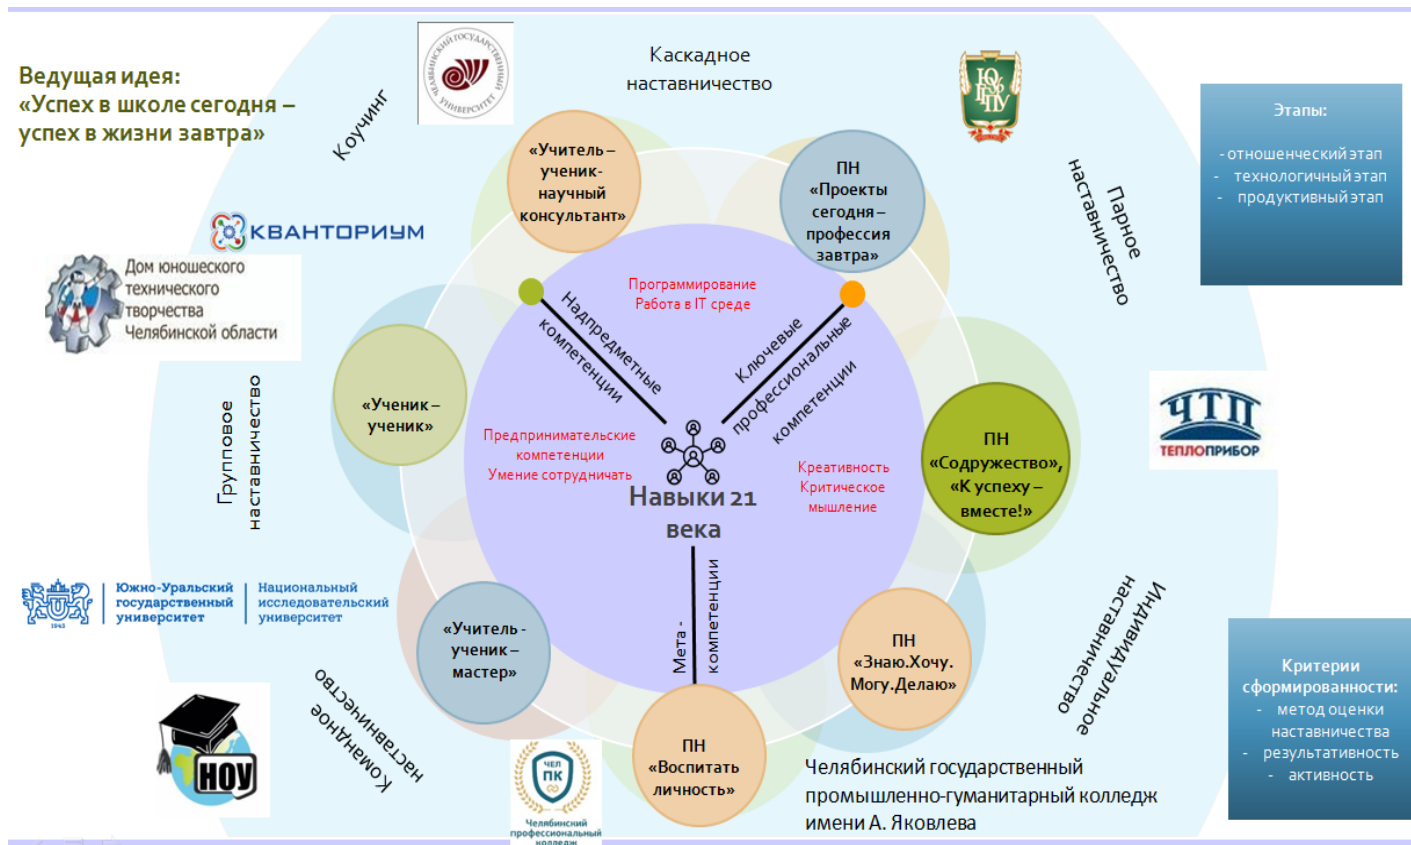 Ведущая идея:
«Успех в школе сегодня –
успех в жизни завтра»
Коучинг
ЧЕЛЯБИНСКИЙ ГОСУДАРСТВЕННЫЙ УНИВЕРСИТЕТ
Каскадное
наставничество
ЮУрГГПУ
Парное
наставничество
Этапы:
- отношенческий этап
- технологичный этап
- продуктивный этап
«Учитель –
ученик-
научный
консультант»
ПН
«Проекты
сегодня –
профессия
завтра»
КВАНТОРИУМ
Дом юношеского
технического
творчества
Челябинской области
Программирование
Работа в IT среде
Надпредметные
компетенции
Ключевые
профессиональные
компетенции
«Ученик –
ученик»
Групповое
наставничество
Предпринимательские
компетенции
Умение сотрудничать
Креативность
Критическое
мышление
ПН
«Содружество»,
«К успеху –
вместе!»
ЧТП
ТЕПЛОПРИБОР
Навыки 21
века
Мета -
компетенции
Южно-Уральский
государственный
университет
1943
Национальный
исследовательский
университет
«Учитель -
ученик –
мастер»
ПН
«Знаю.Хочу.
Могу.Делаю»
Индивидуальное
наставничество
Командное
наставничество
НОУ
ЧЕЛ
ПК
Челябинский
профессиональный
колледж
ПН
«Воспитать
личность»
Челябинский государственный
промышленно-гуманитарный колледж
имени А. Яковлева
Критерии
сформированности:
- метод оценки
наставничества
- результативность
- активность